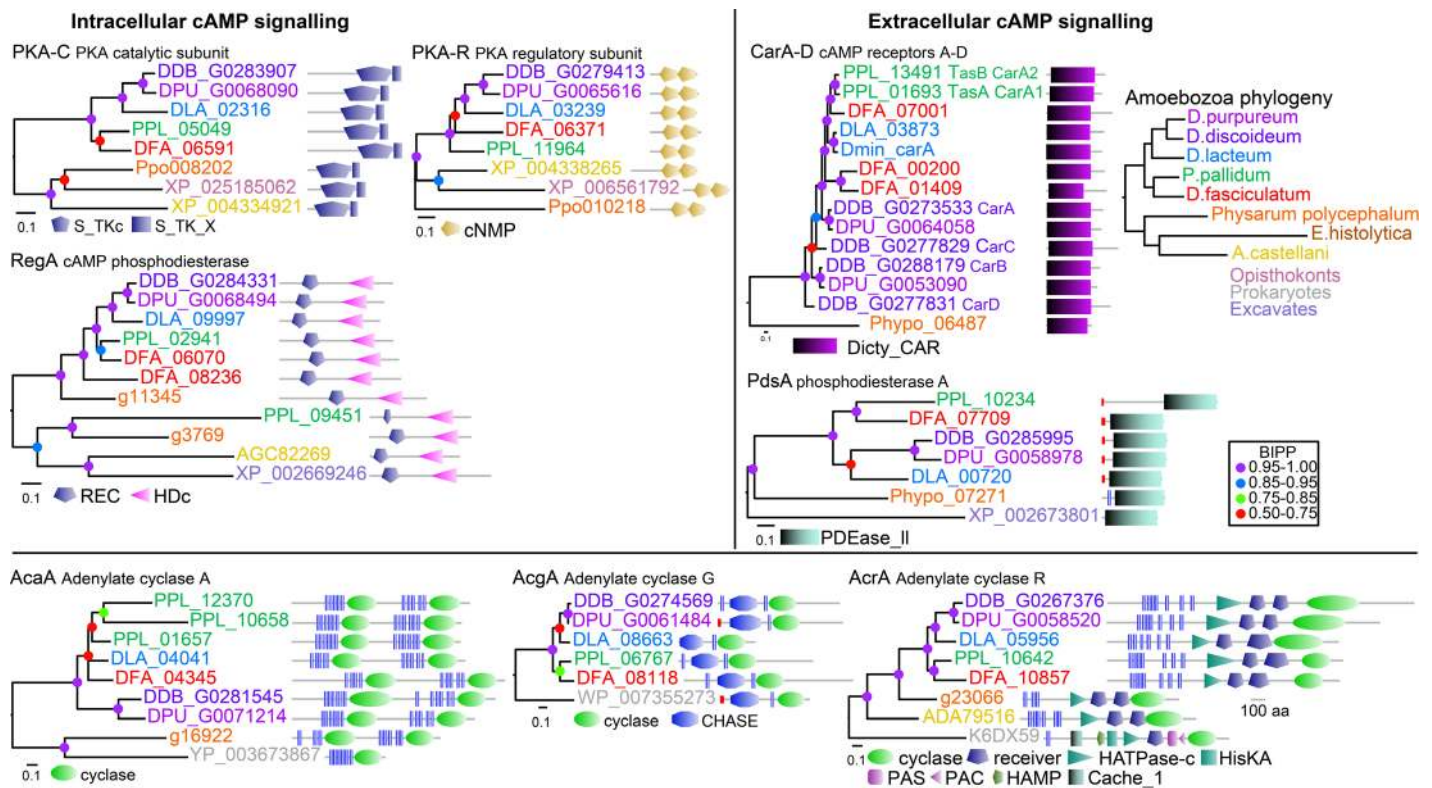 Intracellular cAMP signalling
PKA-C PKA catalytic subunit
DDB_G0283907
DPU_G0068090
DLA_02316
PPL_05049
DFA_06591
Ppo008202
XP_025185062
XP_004334921
0.1
S_TKc S_TK_X
PKA-R PKA regulatory subunit
DDB_G0279413
DPU_G0065616
DLA_03239
DFA_06371
PPL_11964
XP_004338265
XP_006561792
Ppo010218
0.1
cNMP
RegA cAMP phosphodiesterase
DDB_G0284331
DPU_G0068494
DLA_09997
PPL_02941
DFA_06070
DFA_08236
g11345
PPL_09451
g3769
AGC82269
XP_002669246
0.1
REC HDc
Extracellular cAMP signalling
CarA-D cAMP receptors A-D
PPL_13491 TasB CarA2
PPL_01693 TasA CarA1
DFA_07001
DLA_03873
Dmin_carA
DFA_00200
DFA_01409
DDB_G0273533 CarA
DPU_G0064058
DDB_G0277829 CarC
DDB_G0288179 CarB
DPU_G0053090
DDB_G0277831 CarD
Phypo_06487
0.1
Dicty_CAR
Amoebozoa phylogeny
D.purpureum
D.discoideum
D.lacteum
P.pallidum
D.fasciculatum
Physarum polycephalum
E.histolytica
A.castellani
Opisthokonts
Prokaryotes
Excavates
PdsA phosphodiesterase A
PPL_10234
DFA_07709
DDB_G0285995
DPU_G0058978
DLA_00720
Phypo_07271
XP_002673801
0.1
PDEase_II
BIPP
0.95-1.00
0.85-0.95
0.75-0.85
0.50-0.75
AcaA Adenylate cyclase A
PPL_12370
PPL_10658
PPL_01657
DLA_04041
DFA_04345
DDB_G0281545
DPU_G0071214
g16922
YP_003673867
0.1
cyclase
AcgA Adenylate cyclase G
DDB_G0274569
DPU_G0061484
DLA_08663
PPL_06767
DFA_08118
WP_007355273
0.1
cyclase CHASE
AcrA Adenylate cyclase R
DDB_G0267376
DPU_G0058520
DLA_05956
PPL_10642
DFA_10857
g23066
ADA79516
K6DX59
100 aa
0.1
cyclase receiver HATPase-c HisKA
PAS PAC HAMP Cache_1